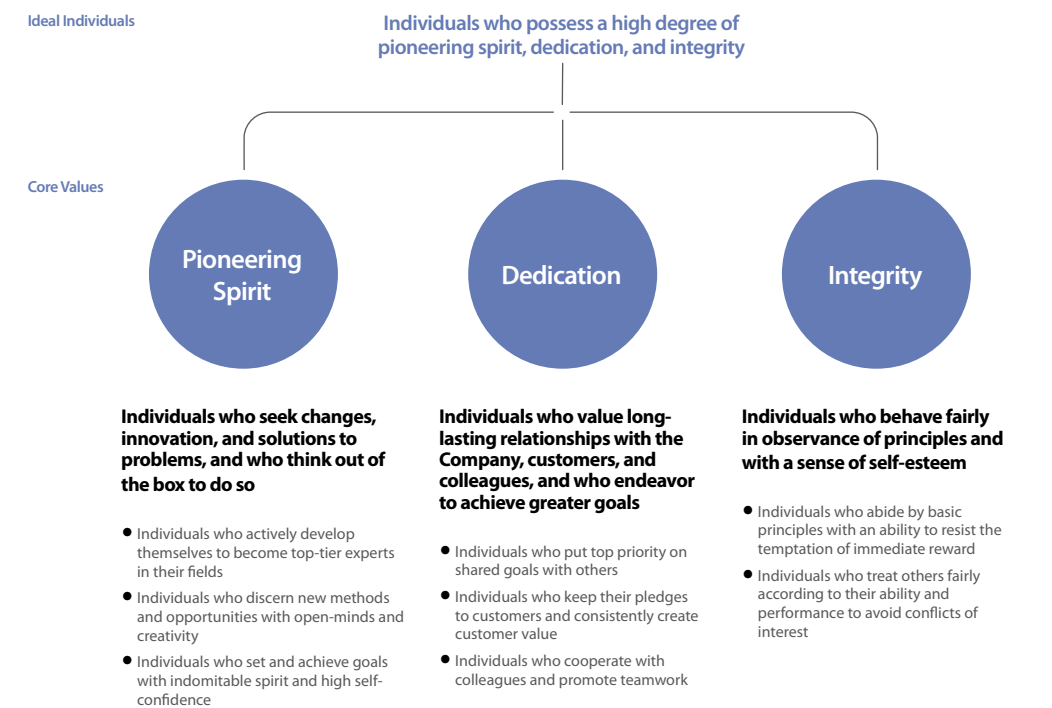 Ideal Individuals
Individuals who possess a high degree of
pioneering spirit, dedication, and integrity
Core Values
Pioneering
Spirit
Dedication
Integrity
Individuals who seek changes,
innovation, and solutions to
problems, and who think out of
the box to do so
● Individuals who actively develop
themselves to become top-tier experts
in their fields
● Individuals who discern new methods
and opportunities with open-minds and
creativity
● Individuals who set and achieve goals
with indomitable spirit and high self-
confidence
Individuals who value long-
lasting relationships with the
Company, customers, and
colleagues, and who endeavor
to achieve greater goals
● Individuals who put top priority on
shared goals with others
● Individuals who keep their pledges
to customers and consistently create
customer value
● Individuals who cooperate with
colleagues and promote teamwork
Individuals who behave fairly
in observance of principles and
with a sense of self-esteem
● Individuals who abide by basic
principles with an ability to resist the
temptation of immediate reward
● Individuals who treat others fairly
according to their ability and
performance to avoid conflicts of
interest